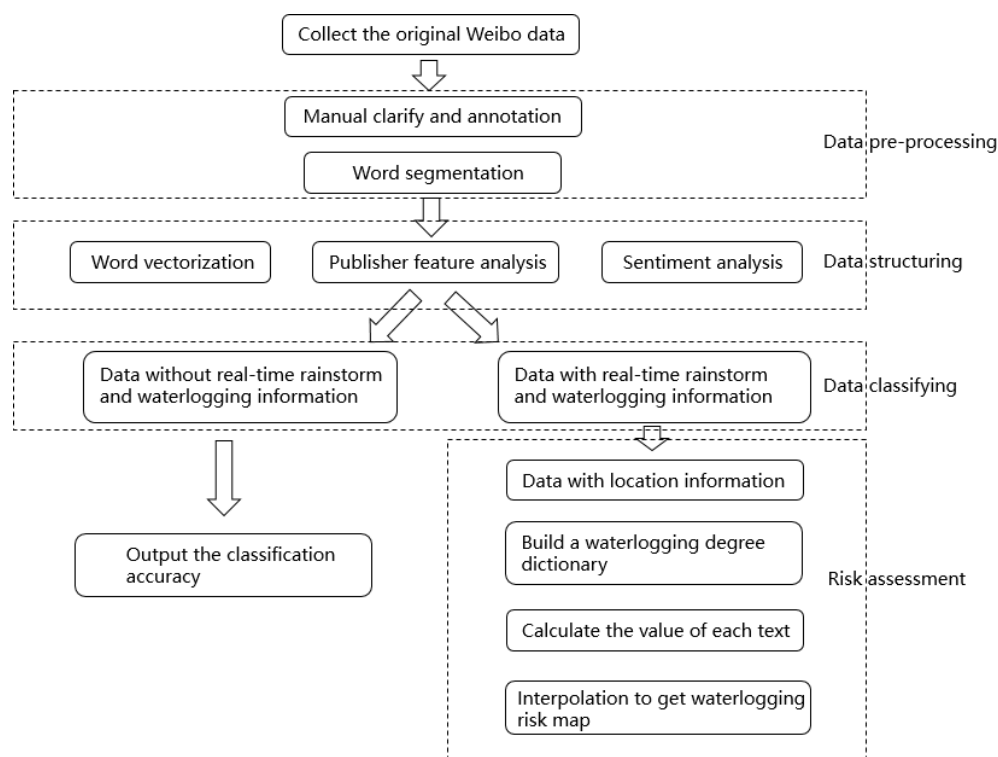 Collect the original Weibo data
Manual clarify and annotation
Data pre-processing
Word segmentation
Word vectorization
Publisher feature analysis
Sentiment analysis
Data structuring
Data without real-time rainstorm
and waterlogging information
Data with real-time rainstorm
and waterlogging information
Data classifying
Data with location information
Output the classification
accuracy
Build a waterlogging degree
dictionary
Risk assessment
Calculate the value of each text
Interpolation to get waterlogging
risk map